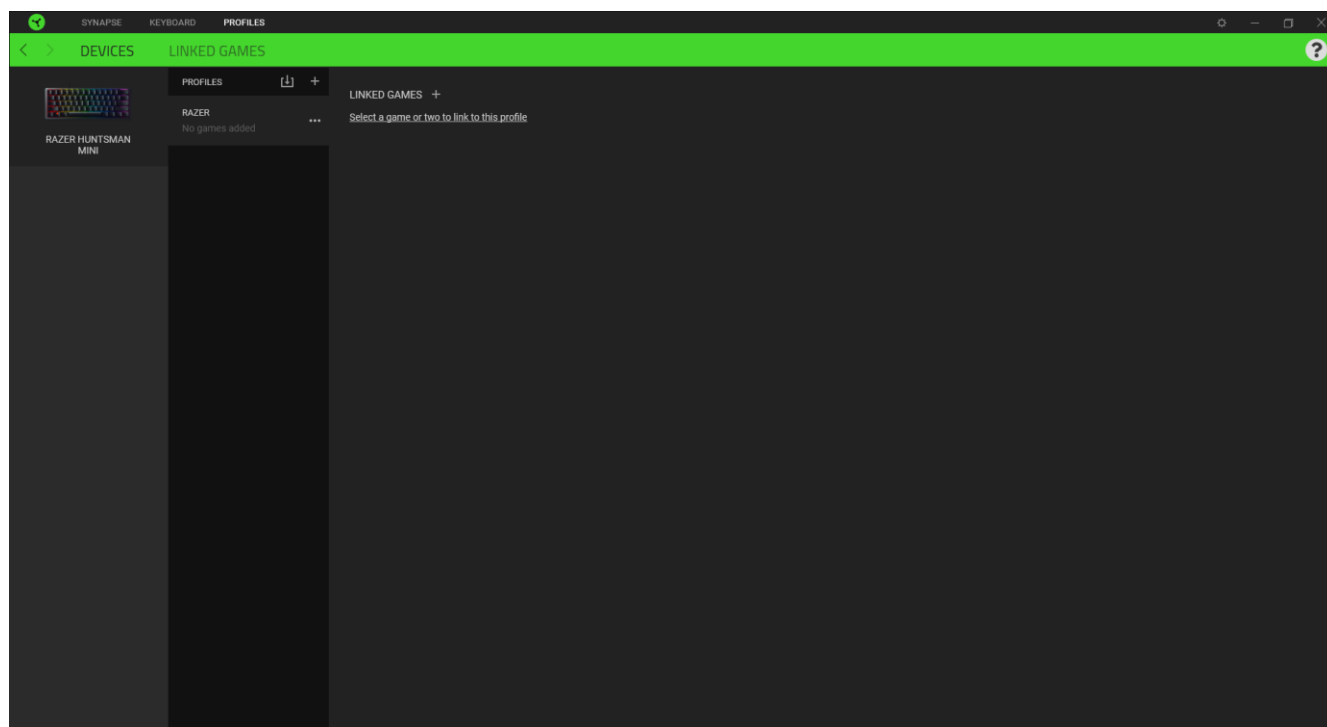 SYNAPSE KEYBOARD PROFILES
DEVICES LINKED GAMES
?
RAZER HUNTSMAN
MINI
PROFILES
RAZER
No games added
LINKED GAMES +
Select a game or two to link to this profile